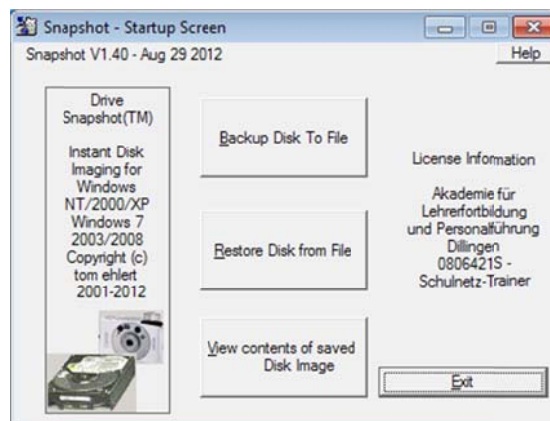 Snapshot - Startup Screen
Snapshot V1.40 - Aug 29 2012
Help
Drive
Snapshot(TM)
Instant Disk
Imaging for
Windows
NT/2000/XP
Windows 7
2003/2008
Copyright (c)
tom ehlert
2001-2012
Backup Disk To File
Restore Disk from File
View contents of saved
Disk Image
License Information
Akademie für
Lehrerfortbildung
und Personalführung
Dillingen
0806421S -
Schulnetz-Trainer
Exit